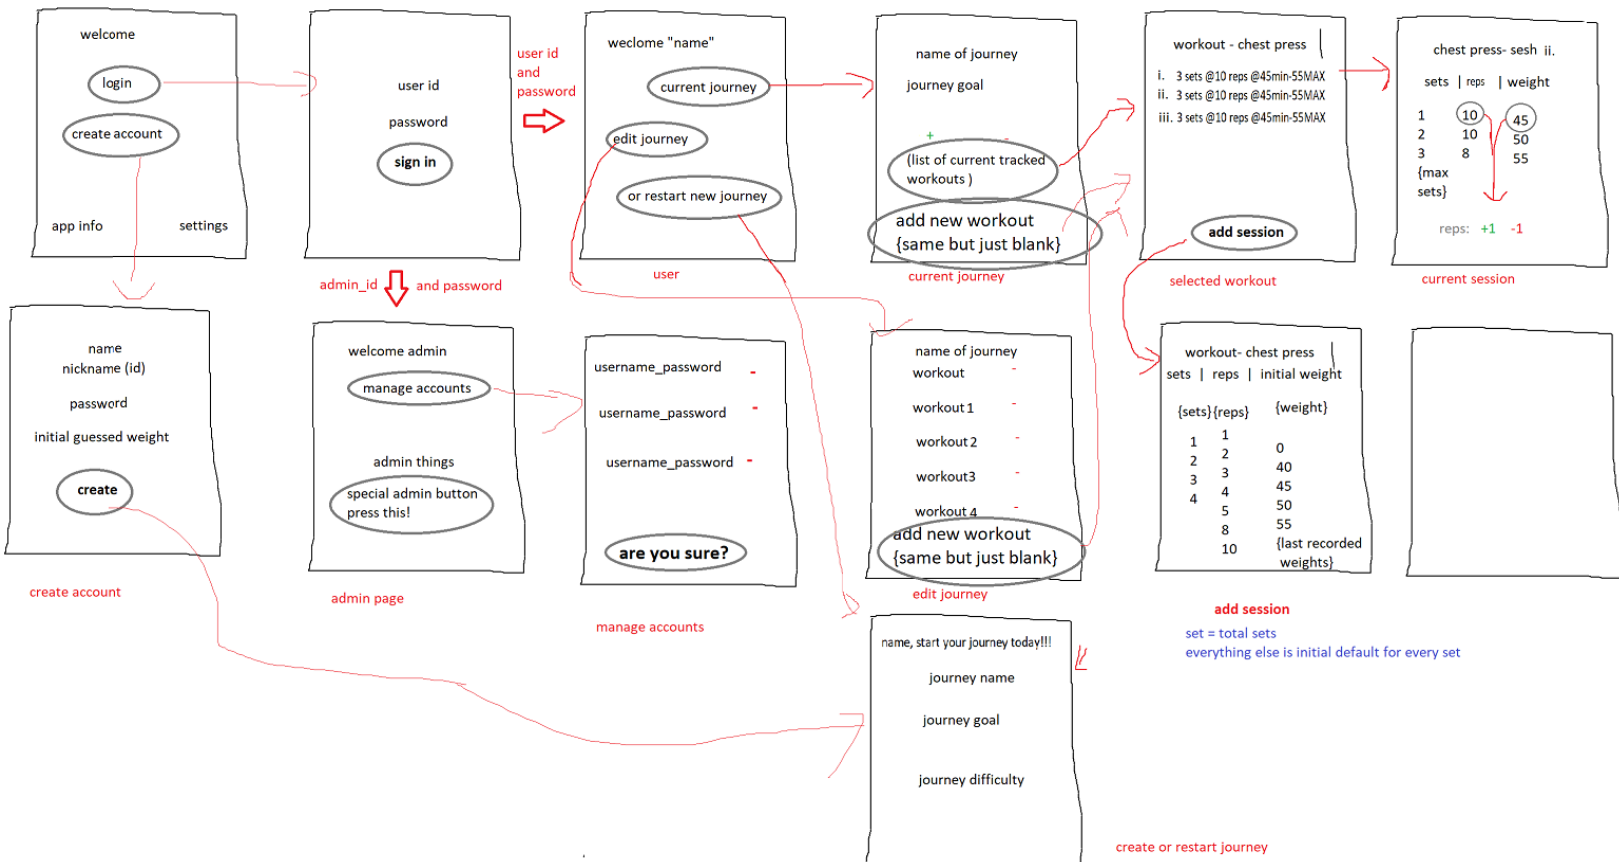 welcome
login
create account
app info
settings
user id
password
sign in
user id
and
password
weclome "name"
current journey
edit journey
or restart new journey
user
name of journey
journey goal
+
-
(list of current tracked
workouts )
add new workout
{same but just blank}
current journey
workout - chest press
i. 3 sets @10 reps @45min-55MAX
ii. 3 sets @10 reps @45min-55MAX
iii. 3 sets @10 reps @45min-55MAX
add session
selected workout
chest press- sesh ii.
sets | reps | weight
1 10 45
2 10 50
3 8 55
{max
sets}
reps: +1 -1
current session
admin_id
and password
name
nickname (id)
password
initial guessed weight
create
create account
welcome admin
manage accounts
admin things
special admin button
press this!
admin page
username_password -
username_password -
username_password -
are you sure?
manage accounts
name of journey
workout -
workout 1 -
workout 2 -
workout3 -
workout 4 -
add new workout
{same but just blank}
edit journey
workout- chest press
sets | reps | initial weight
{sets} {reps} {weight}
1
2
3
4
1
2
3
4
5
8
10
0
40
45
50
55
{last recorded
weights}
add session
set = total sets
everything else is initial default for every set
name, start your journey today!!!
journey name
journey goal
journey difficulty
create or restart journey